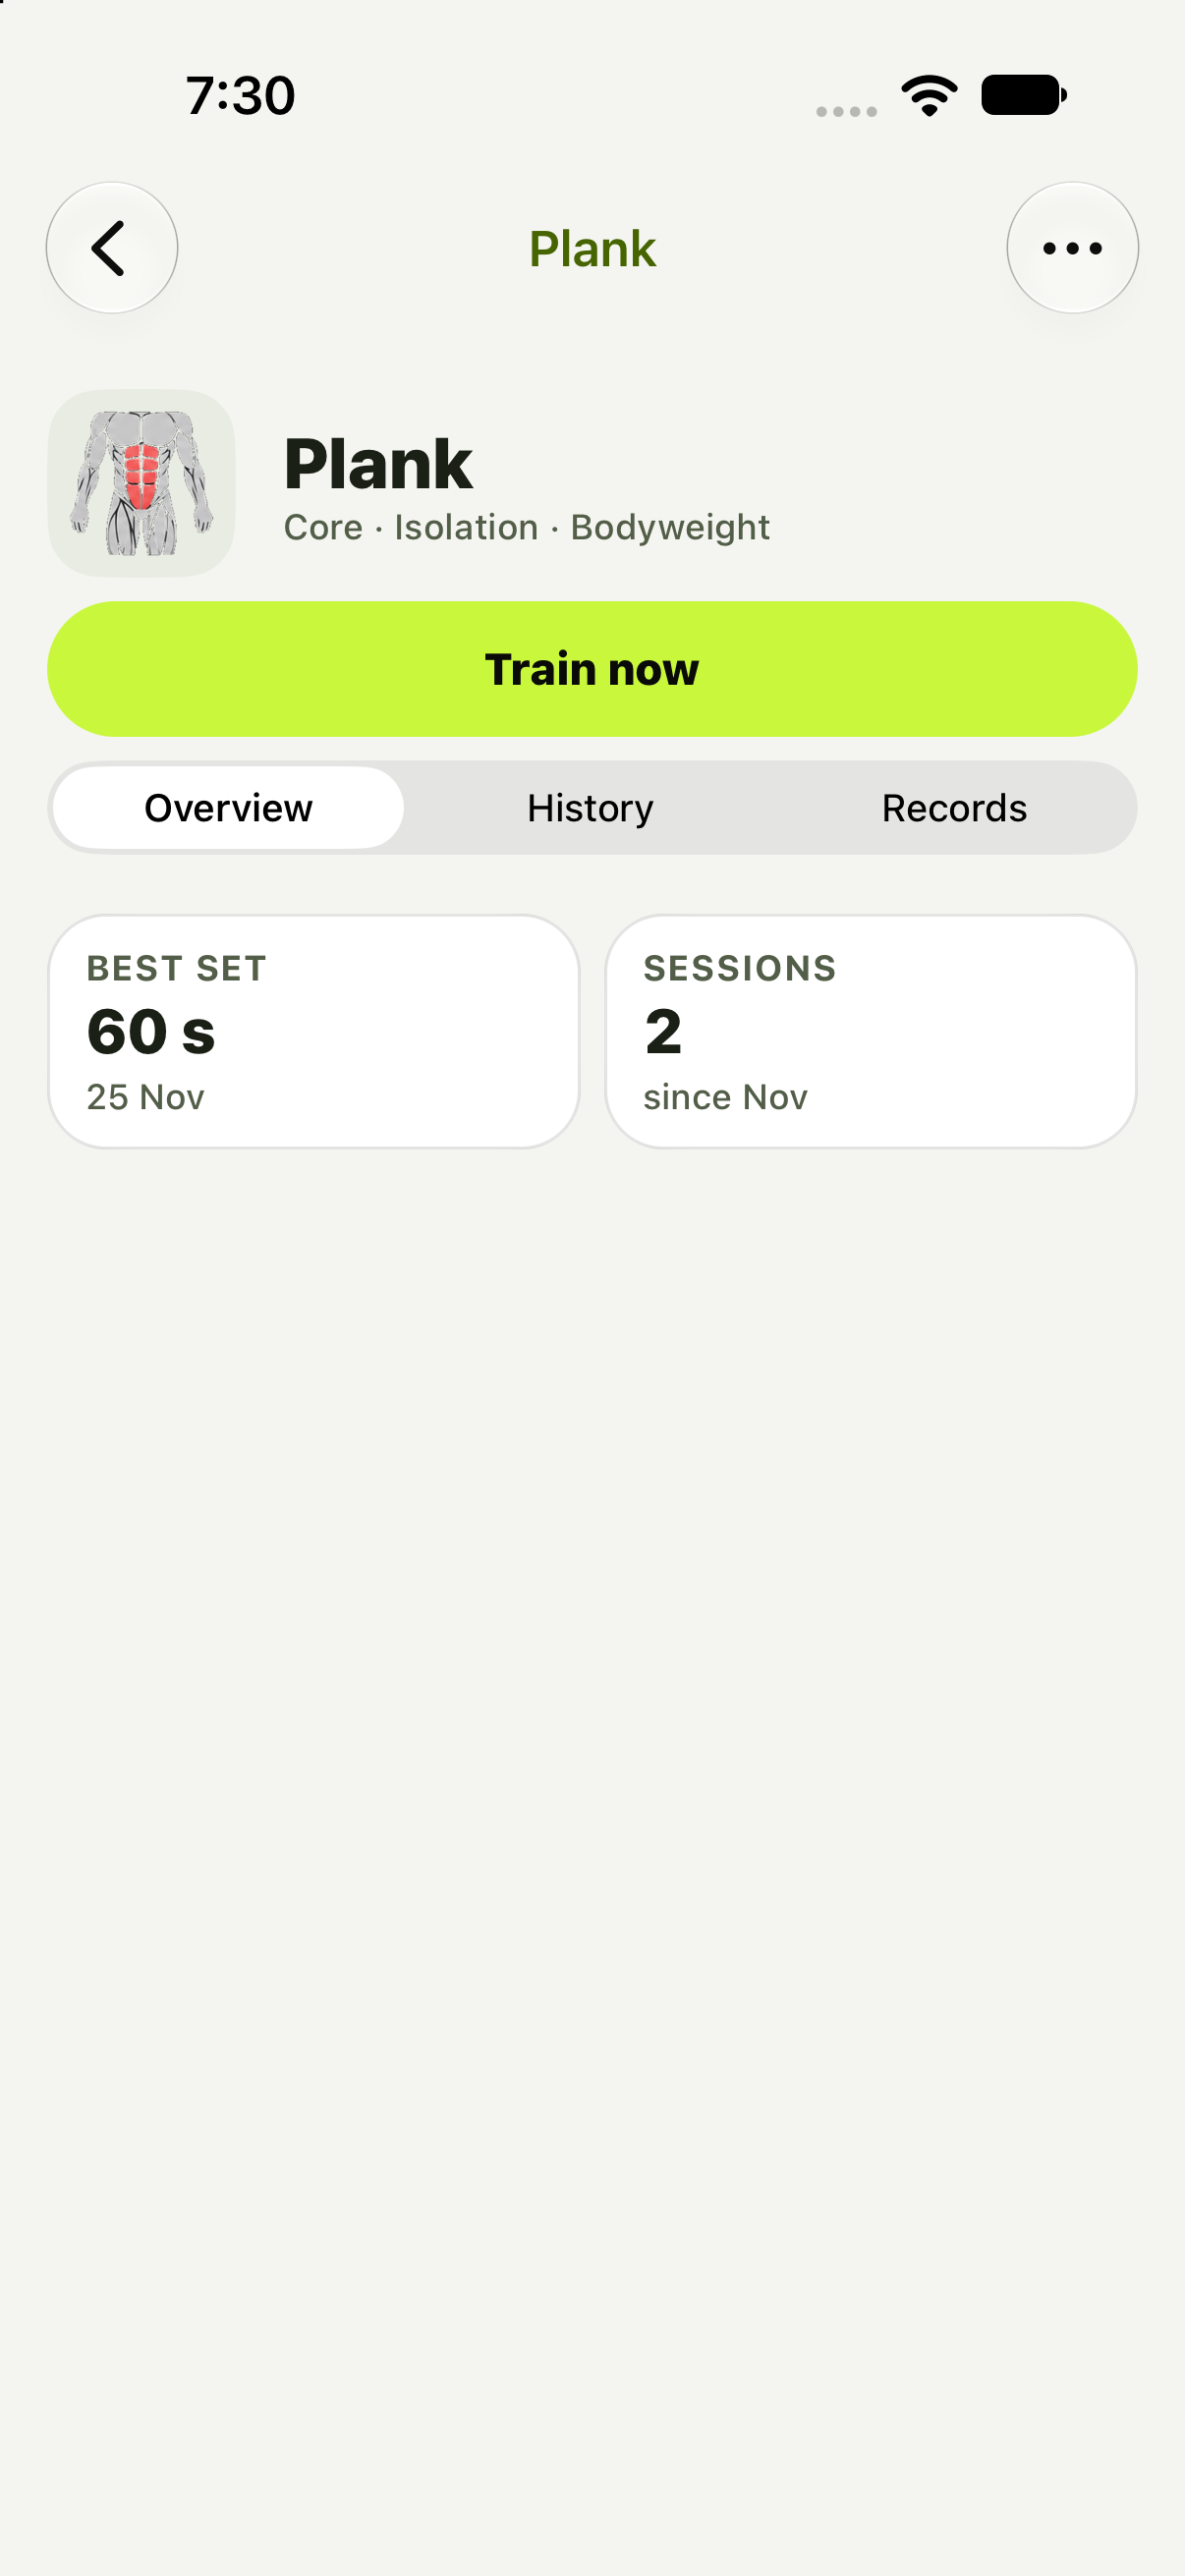 7:30
Plank
Plank
Core · Isolation · Bodyweight
Train now
Overview
History
Records
BEST SET
60 s
25 Nov
SESSIONS
2
since Nov